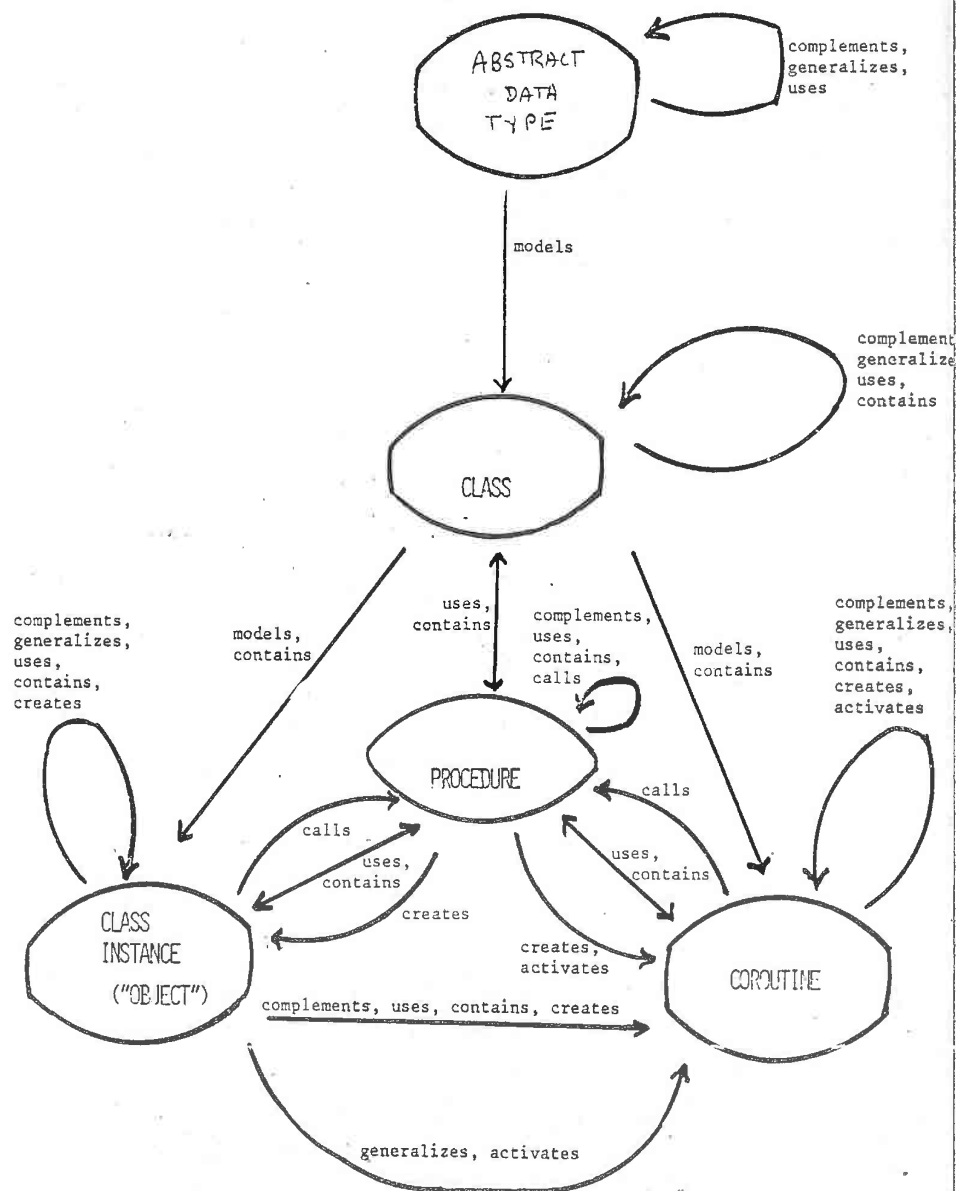 ABSTRACT
DATA
TYPE
complements,
generalizes,
uses
models
complement
generalize
uses,
contains
CLASS
uses,
contains
complements,
uses,
contains,
calls
models,
contains
models,
contains
complements,
generalizes,
uses,
contains,
creates
complements,
generalizes,
uses,
contains,
creates,
activates
PROCEDURE
calls
calls
uses,
contains
uses,
contains
creates
creates,
activates
CLASS
INSTANCE
("OBJECT")
COROUTINE
complements, uses, contains, creates
generalizes, activates